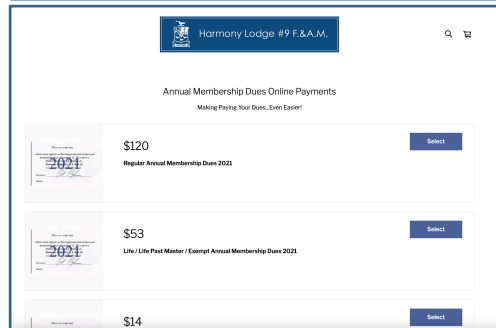 Harmony Lodge #9 F.&A.M.
Annual Membership Dues Online Payments
Making Paying Your Dues...Even Easier!
$120
Select
Regular Annual Membership Dues 2021
2021
$53
Select
Life / Life Past Master / Exempt Annual Membership Dues 2021
2021
$14
Select